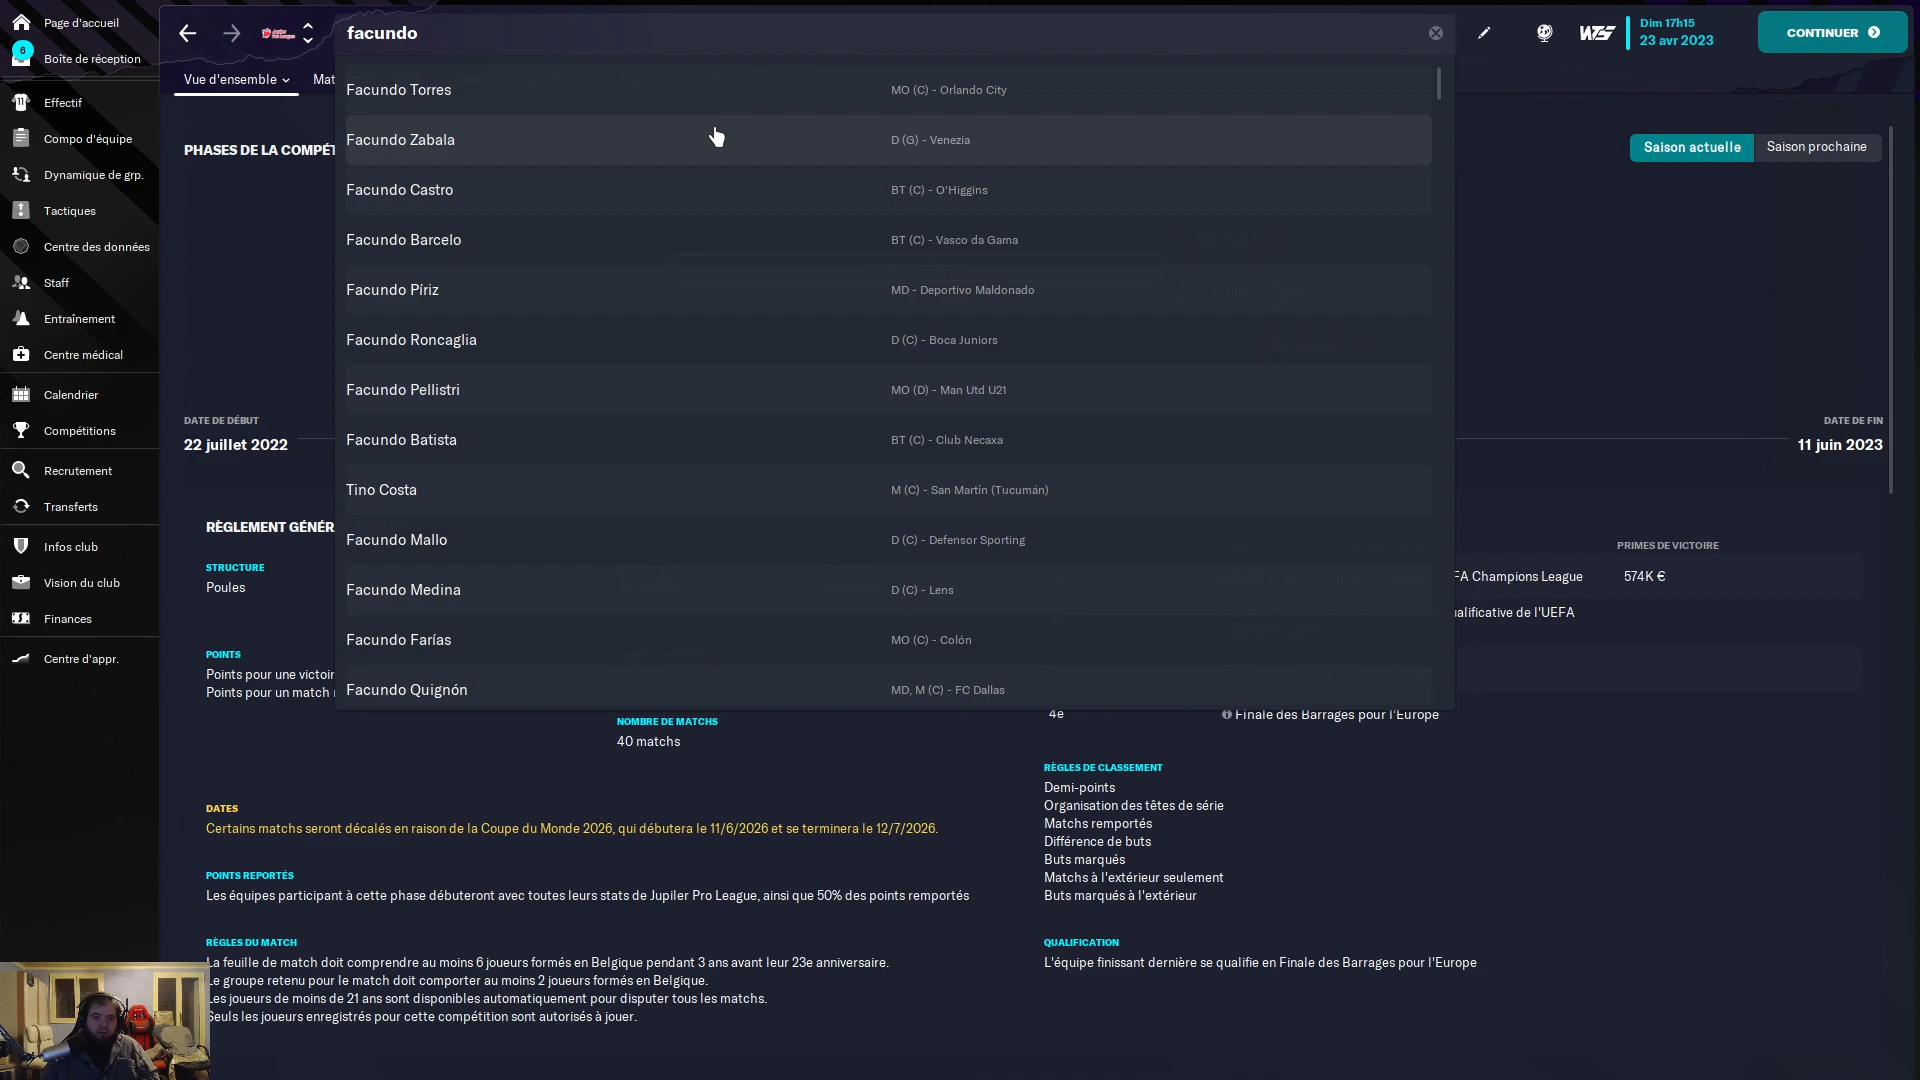 Page d'accueil
6
Boîte de réception
Effectif
Compo d'équipe
Dynamique de grp.
Tactiques
Centre des données
Staff
Entraînement
Centre médical
Calendrier
Compétitions
Recrutement
Transferts
Infos club
Vision du club
Finances
Centre d'appr.
facundo
Dim 17h15
23 avr 2023
CONTINUER
Vue d'ensemble
Mat
PHASES DE LA COMPÉT
Saison actuelle
Saison prochaine
Facundo Torres
MO (C) - Orlando City
Facundo Zabala
D (G) - Venezia
Facundo Castro
BT (C) - O'Higgins
Facundo Barcelo
BT (C) - Vasco da Gama
Facundo Píriz
MD - Deportivo Maldonado
Facundo Roncaglia
D (C) - Boca Juniors
Facundo Pellistri
MO (D) - Man Utd U21
Facundo Batista
BT (C) - Club Necaxa
Tino Costa
M (C) - San Martín (Tucumán)
Facundo Mallo
D (C) - Defensor Sporting
Facundo Medina
D (C) - Lens
Facundo Farías
MO (C) - Colón
Facundo Quignón
MD, M (C) - FC Dallas
DATE DE DÉBUT
22 juillet 2022
DATE DE FIN
11 juin 2023
RÈGLEMENT GÉNÉR
STRUCTURE
Poules
POINTS
Points pour une victoir
Points pour un match
NOMBRE DE MATCHS
40 matchs
PRIMES DE VICTOIRE
FA Champions League
574K €
alificative de l'UEFA
4e
Finale des Barrages pour l'Europe
DATES
Certains matchs seront décalés en raison de la Coupe du Monde 2026, qui débutera le 11/6/2026 et se terminera le 12/7/2026.
POINTS REPORTÉS
Les équipes participant à cette phase débuteront avec toutes leurs stats de Jupiler Pro League, ainsi que 50% des points remportés
RÈGLES DU MATCH
La feuille de match doit comprendre au moins 6 joueurs formés en Belgique pendant 3 ans avant leur 23e anniversaire.
Le groupe retenu pour le match doit comporter au moins 2 joueurs formés en Belgique.
Les joueurs de moins de 21 ans sont disponibles automatiquement pour disputer tous les matchs.
Seuls les joueurs enregistrés pour cette compétition sont autorisés à jouer.
RÈGLES DE CLASSEMENT
Demi-points
Organisation des têtes de série
Matchs remportés
Différence de buts
Buts marqués
Matchs à l'extérieur seulement
Buts marqués à l'extérieur
QUALIFICATION
L'équipe finissant dernière se qualifie en Finale des Barrages pour l'Europe